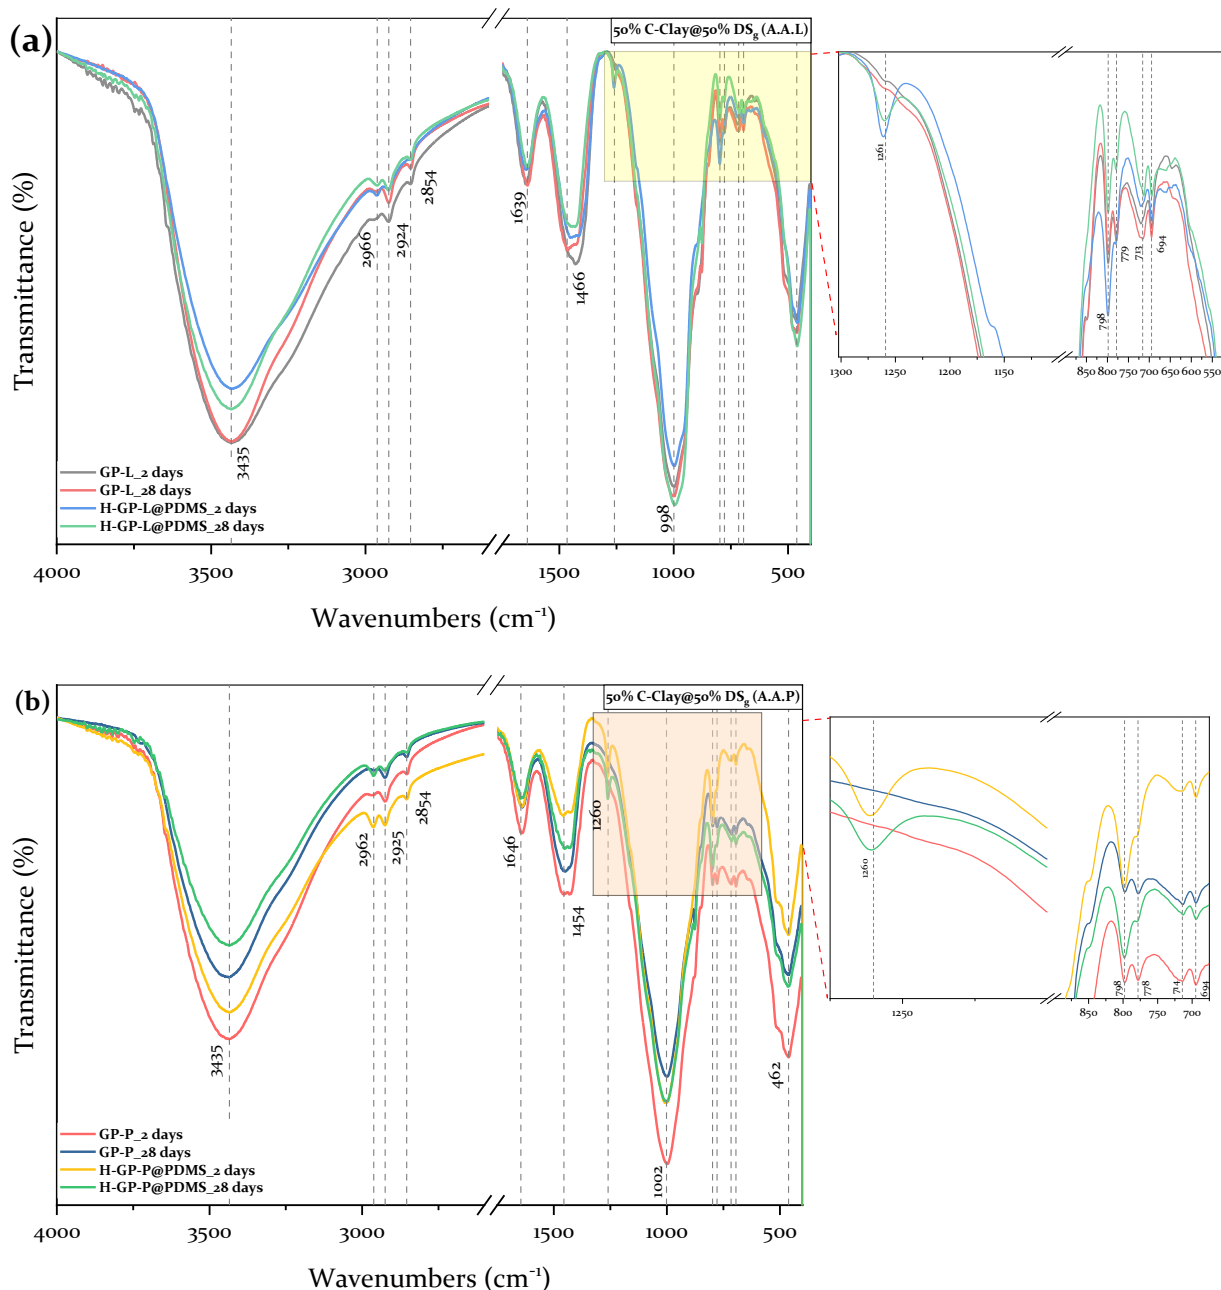 (a)
50% C-Clay@50% DSg (A.A.L)
Transmittance (%)
3435
2966
2924
2854
1639
1466
998
GP-L_2 days
GP-L_28 days
H-GP-L@PDMS_2 days
H-GP-L@PDMS_28 days
4000 3500 3000 1500 1000 500
Wavenumbers (cm⁻¹)
1261
798
779
713
694
1300 1250 1200 1150 850 800 750 700 650 600 550
(b)
50% C-Clay@50% DSg (A.A.P)
Transmittance (%)
3435
2962
2925
2854
1646
1454
1260
1002
462
GP-P_2 days
GP-P_28 days
H-GP-P@PDMS_2 days
H-GP-P@PDMS_28 days
4000 3500 3000 1500 1000 500
Wavenumbers (cm⁻¹)
1260
798
778
714
694
1250 850 800 750 700